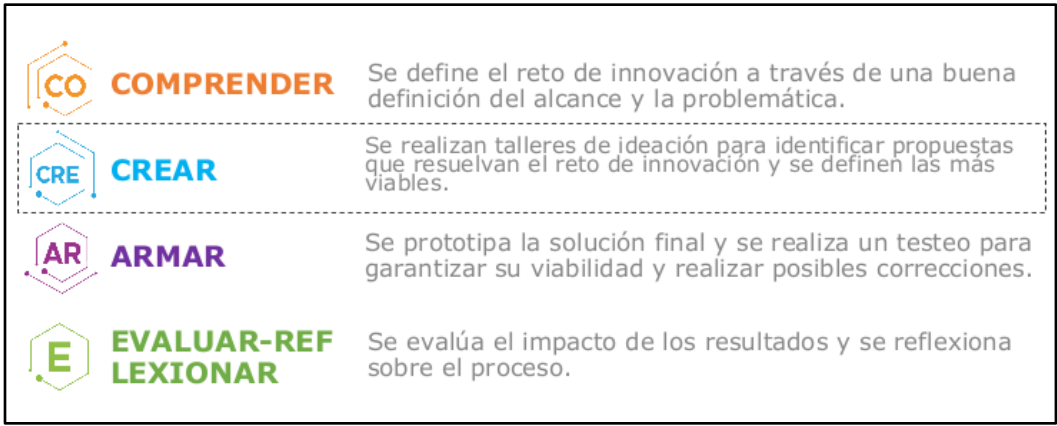 CO
COMPRENDER
Se define el reto de innovación a través de una buena
definición del alcance y la problemática.
CRE
CREAR
Se realizan talleres de ideación para identificar propuestas
que resuelvan el reto de innovación y se definen las más
viables.
AR
ARMAR
Se prototipa la solución final y se realiza un testeo para
garantizar su viabilidad y realizar posibles correcciones.
E
EVALUAR-REF
LEXIONAR
Se evalúa el impacto de los resultados y se reflexiona
sobre el proceso.